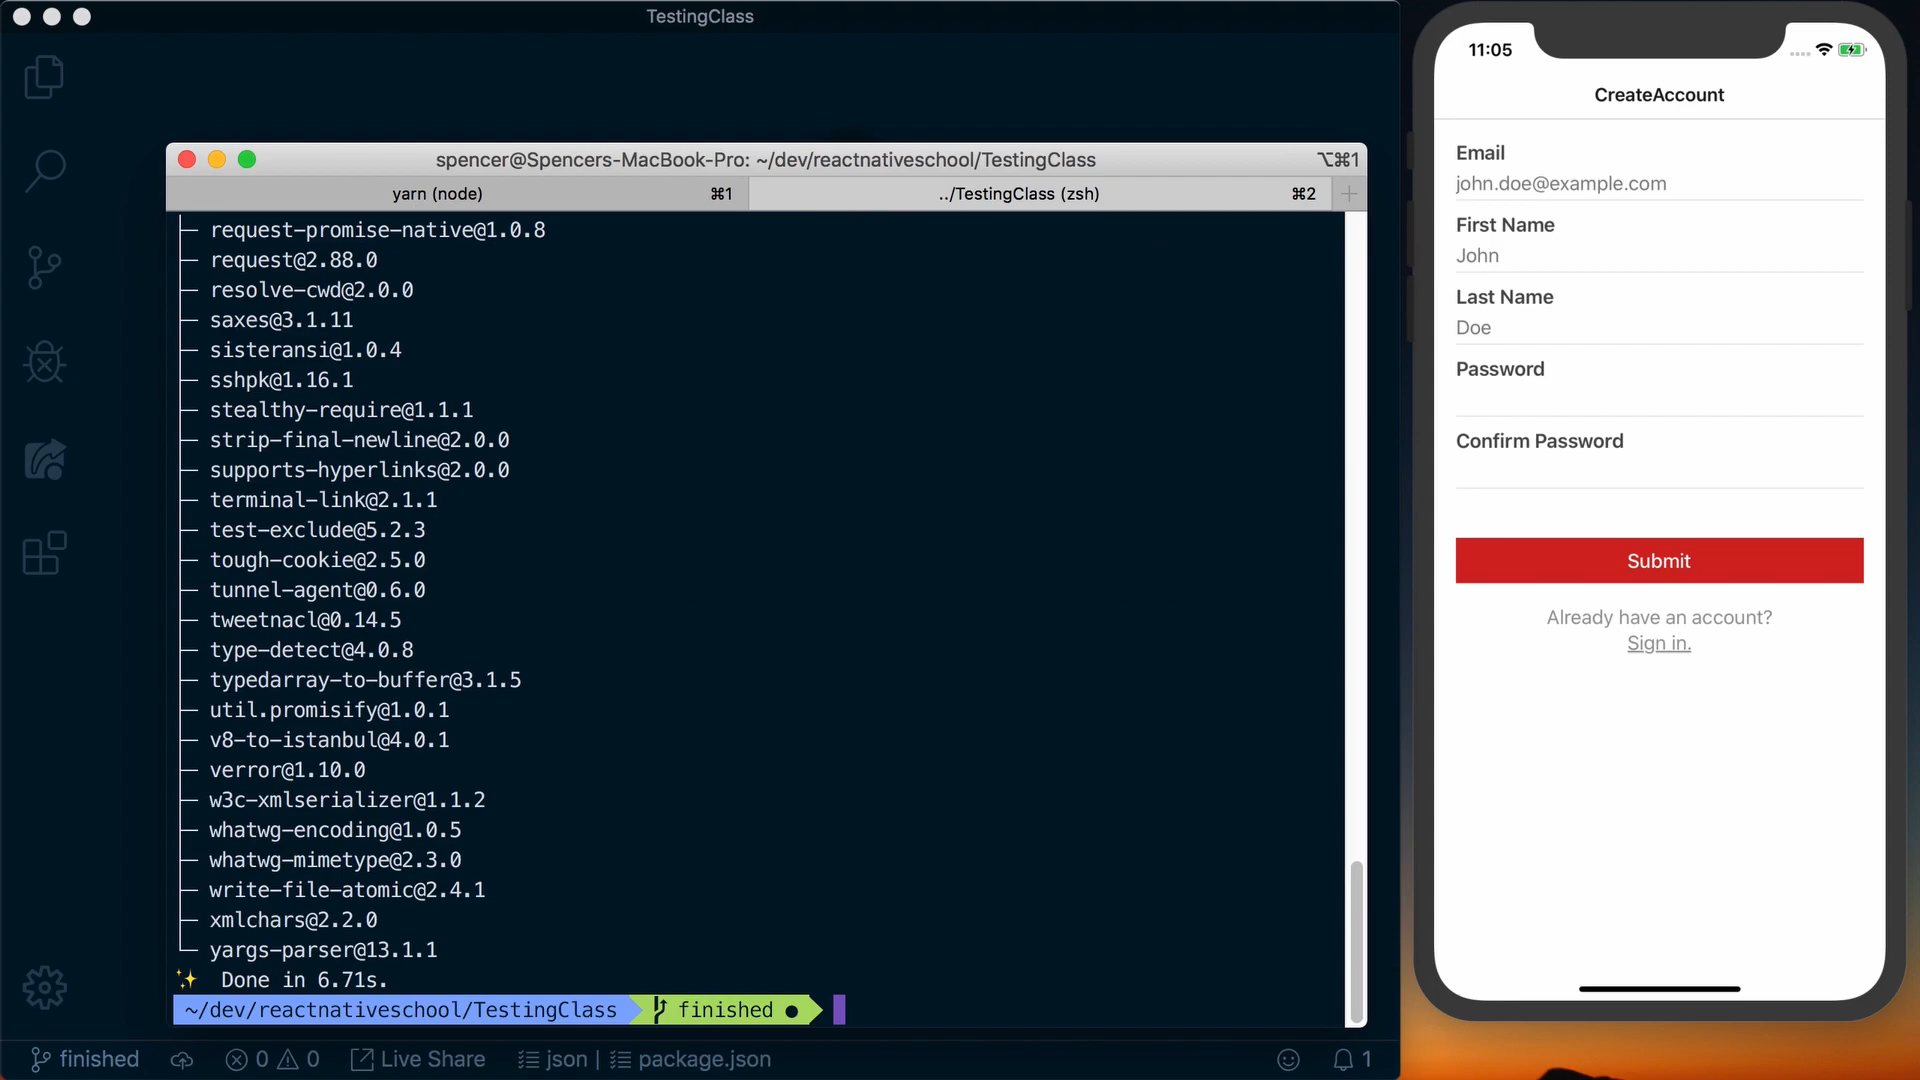 TestingClass
spencer@Spencers-MacBook-Pro: ~/dev/reactnativeschool/TestingClass
⌥⌘1
yarn (node) ⌘1
../TestingClass (zsh) ⌘2
request-promise-native@1.0.8
request@2.88.0
resolve-cwd@2.0.0
saxes@3.1.11
sisteransi@1.0.4
sshpk@1.16.1
stealthy-require@1.1.1
strip-final-newline@2.0.0
supports-hyperlinks@2.0.0
terminal-link@2.1.1
test-exclude@5.2.3
tough-cookie@2.5.0
tunnel-agent@0.6.0
tweetnacl@0.14.5
type-detect@4.0.8
typedarray-to-buffer@3.1.5
util.promisify@1.0.1
v8-to-istanbul@4.0.1
verror@1.10.0
w3c-xmlserializer@1.1.2
whatwg-encoding@1.0.5
whatwg-mimetype@2.3.0
write-file-atomic@2.4.1
xmlchars@2.2.0
yargs-parser@13.1.1
✨ Done in 6.71s.
~/dev/reactnativeschool/TestingClass finished ●
finished 0 0 Live Share json | package.json 1
11:05
CreateAccount
Email
john.doe@example.com
First Name
John
Last Name
Doe
Password
Confirm Password
Submit
Already have an account?
Sign in.